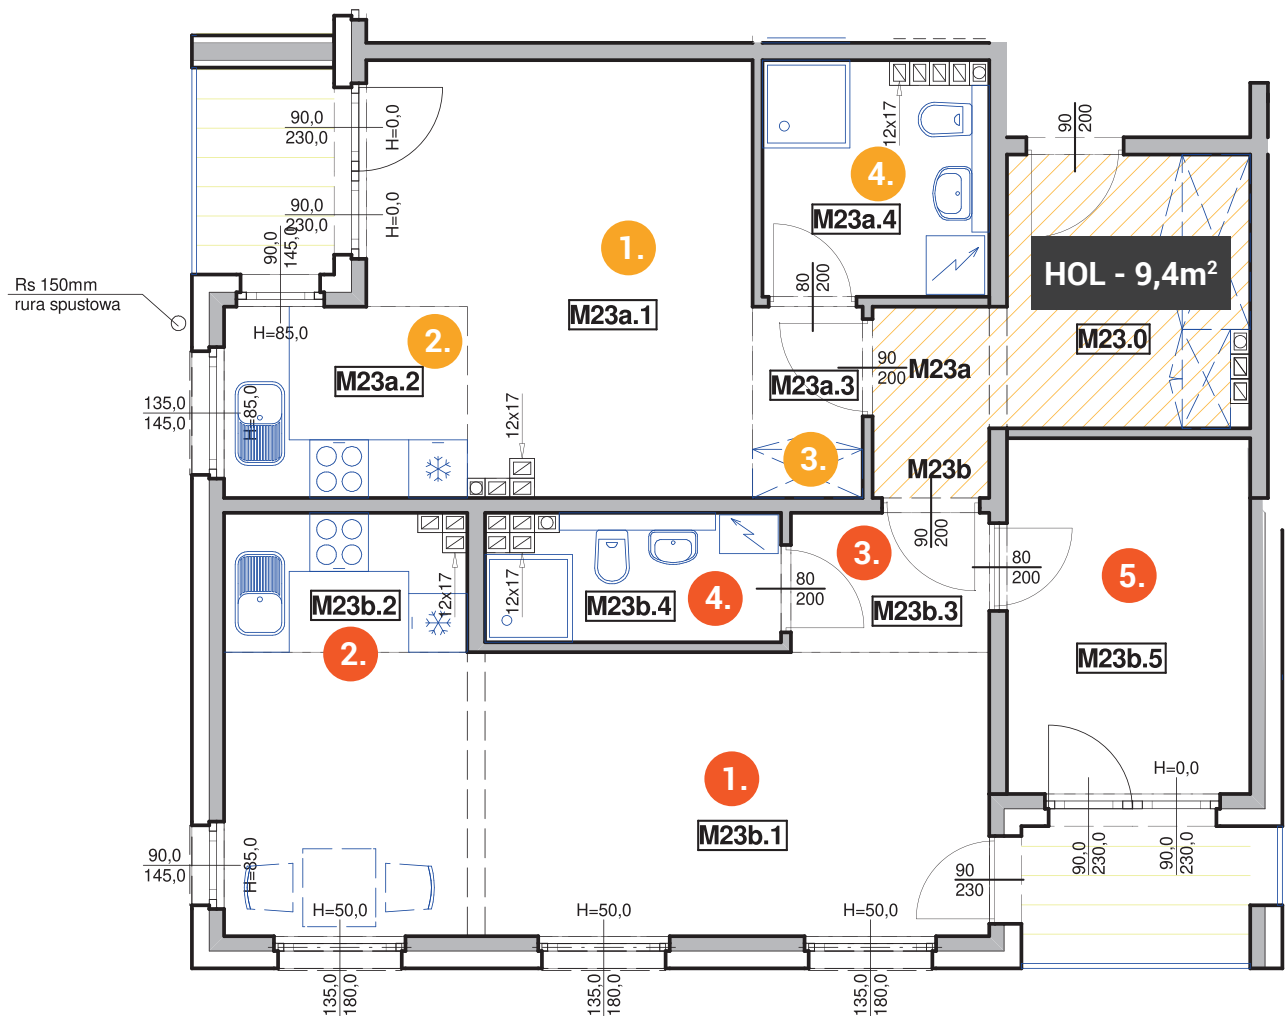 90
200
90,0
230,0
H=0,0
12x17
12x17
4.
M23a.4
90,0
230,0
H=0,0
90,0
145,0
1.
HOL - 9,4m²
80
200
Rs 150mm
rura spustowa
M23a.1
H=85,0
2.
M23.0
M23a.2
90
200
M23a
M23a.3
135,0
145,0
H=85,0
12x17
3.
M23b
90
200
3.
80
200
5.
80
200
12x17
12x17
M23b.2
M23b.4
4.
M23b.3
2.
M23b.5
1.
H=0,0
M23b.1
90,0
230,0
90,0
230,0
90,0
145,0
H=85,0
90
230
H=50,0
H=50,0
H=50,0
135,0
180,0
135,0
180,0
135,0
180,0